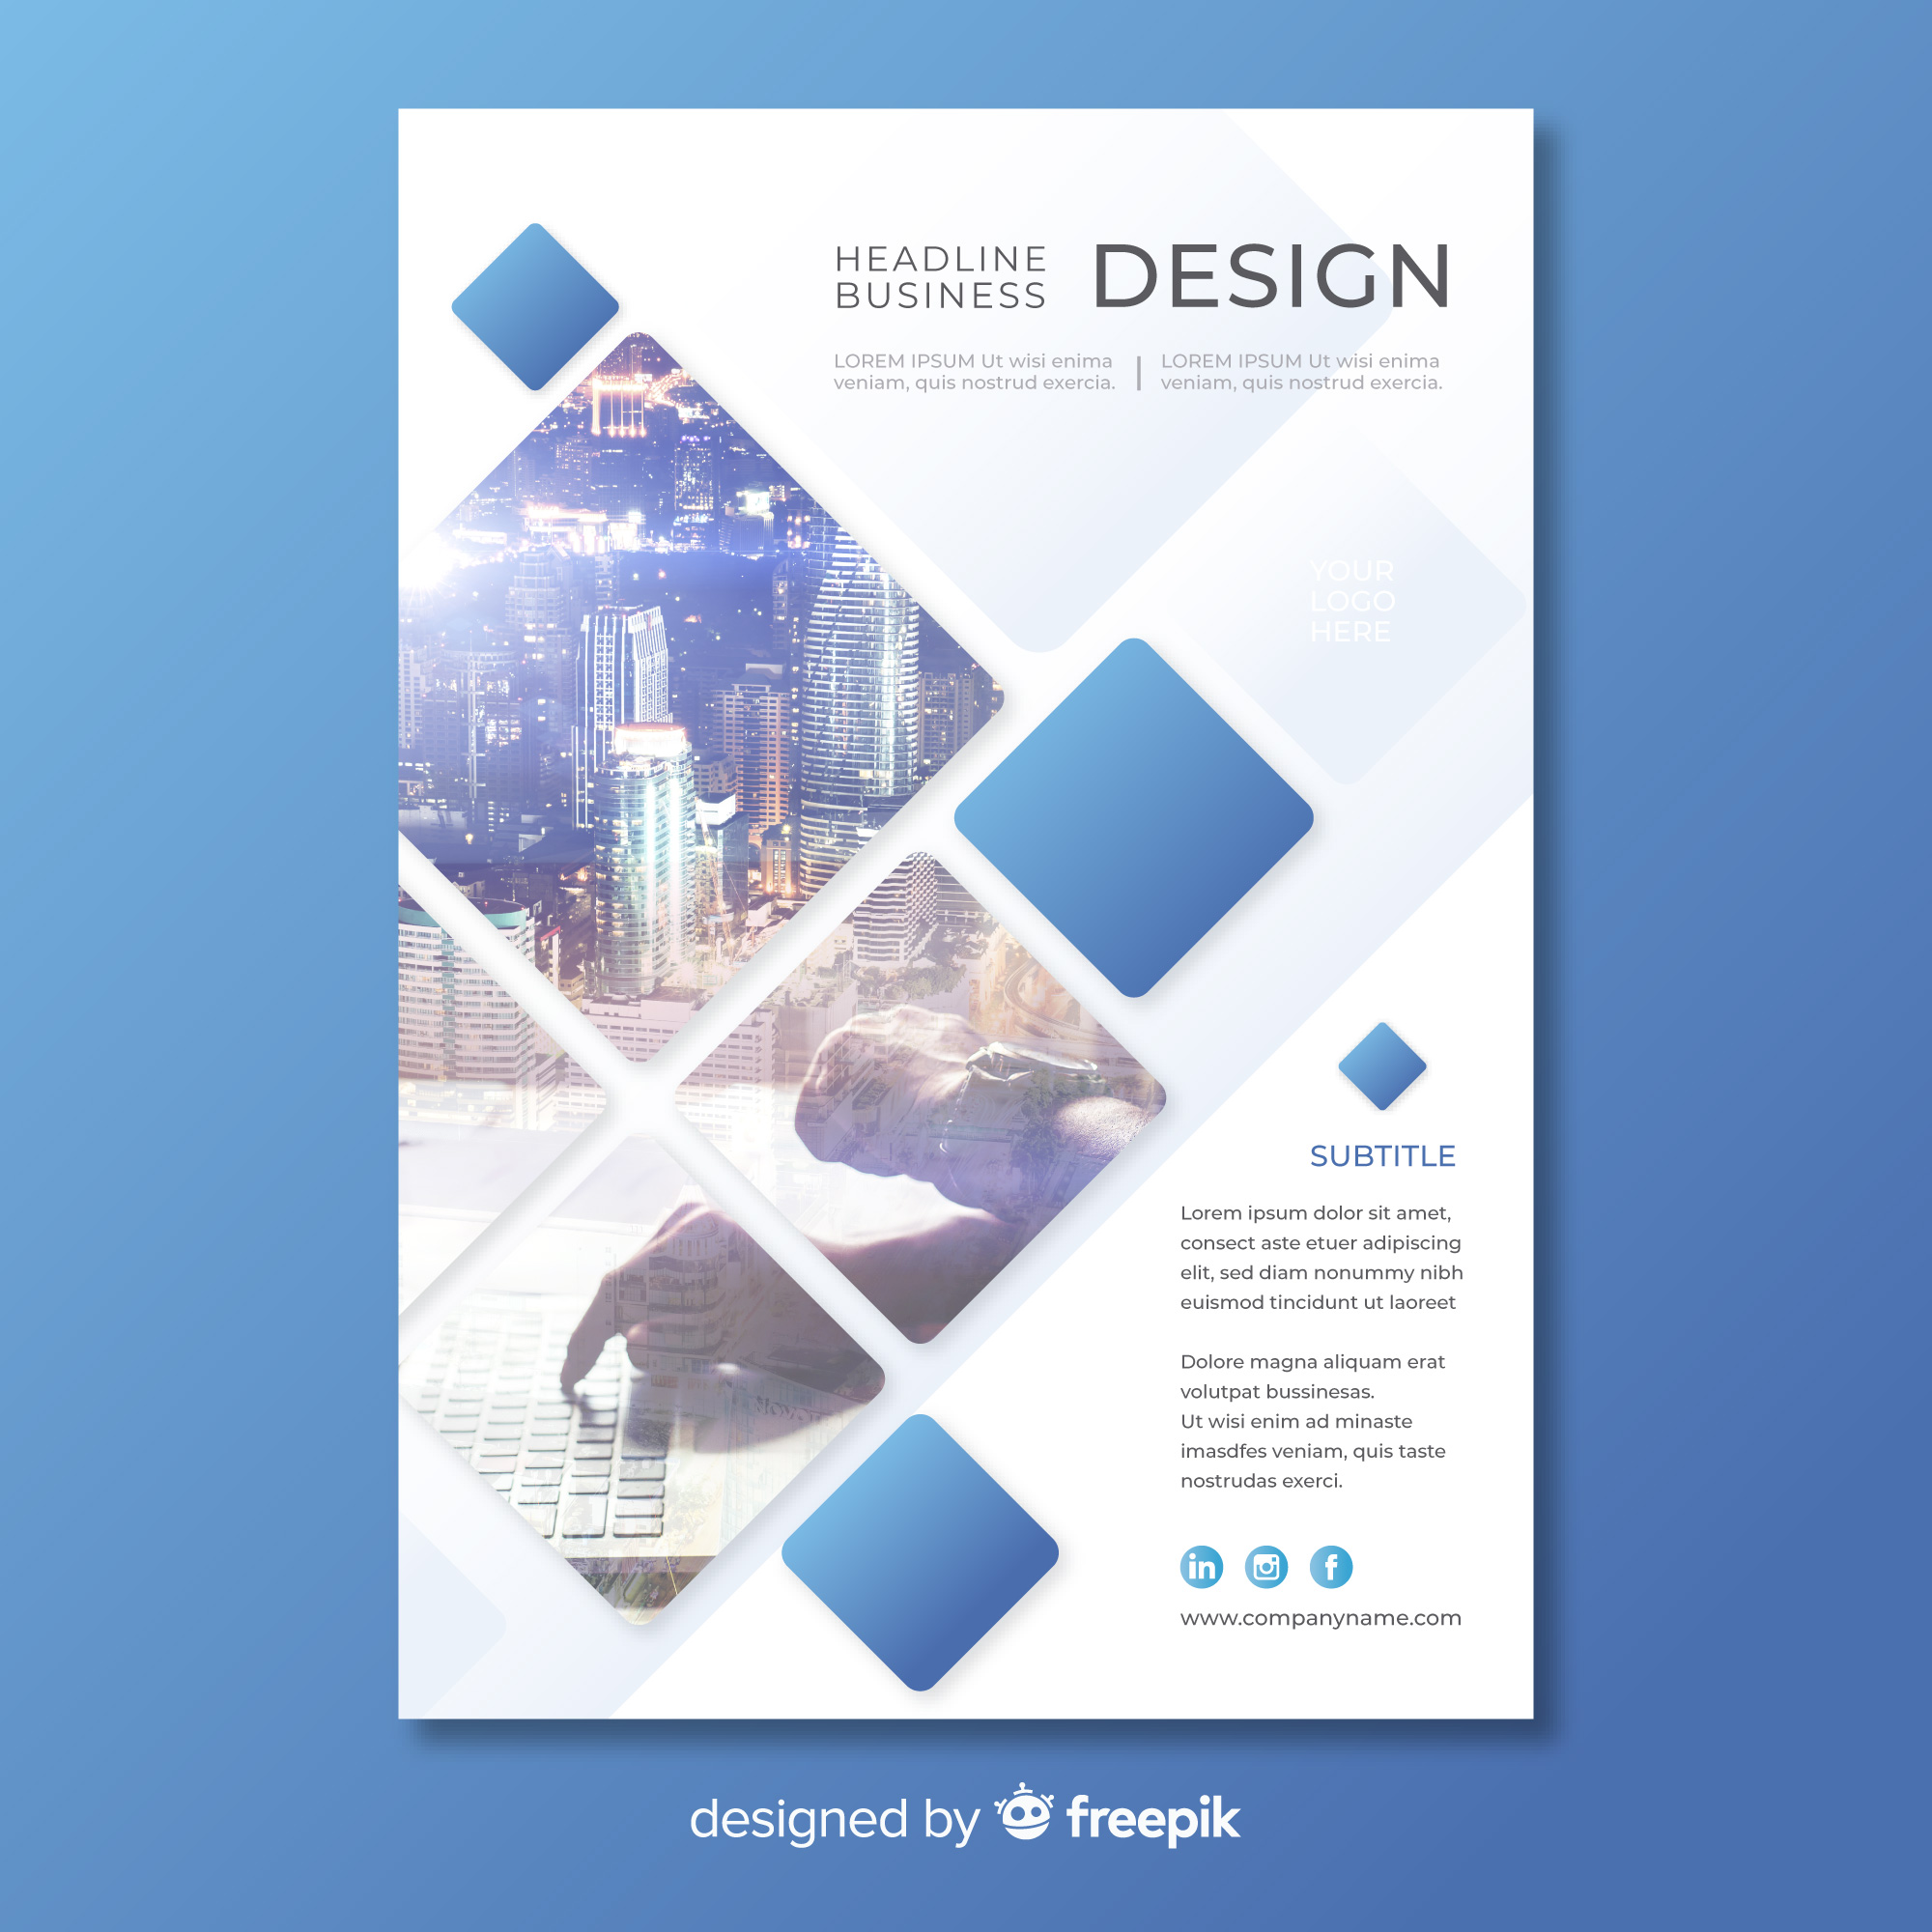 HEADLINE
BUSINESS
DESIGN
LOREM IPSUM Ut wisi enima
veniam, quis nostrud exercia.
LOREM IPSUM Ut wisi enima
veniam, quis nostrud exercia.
YOUR
LOGO
HERE
SUBTITLE
Lorem ipsum dolor sit amet,
consect aste etuer adipiscing
elit, sed diam nonummy nibh
euismod tincidunt ut laoreet
Dolore magna aliquam erat
volutpat bussinesas.
Ut wisi enim ad minaste
imasdfes veniam, quis taste
nostrudas exerci.
in f
www.companyname.com
designed by freepik